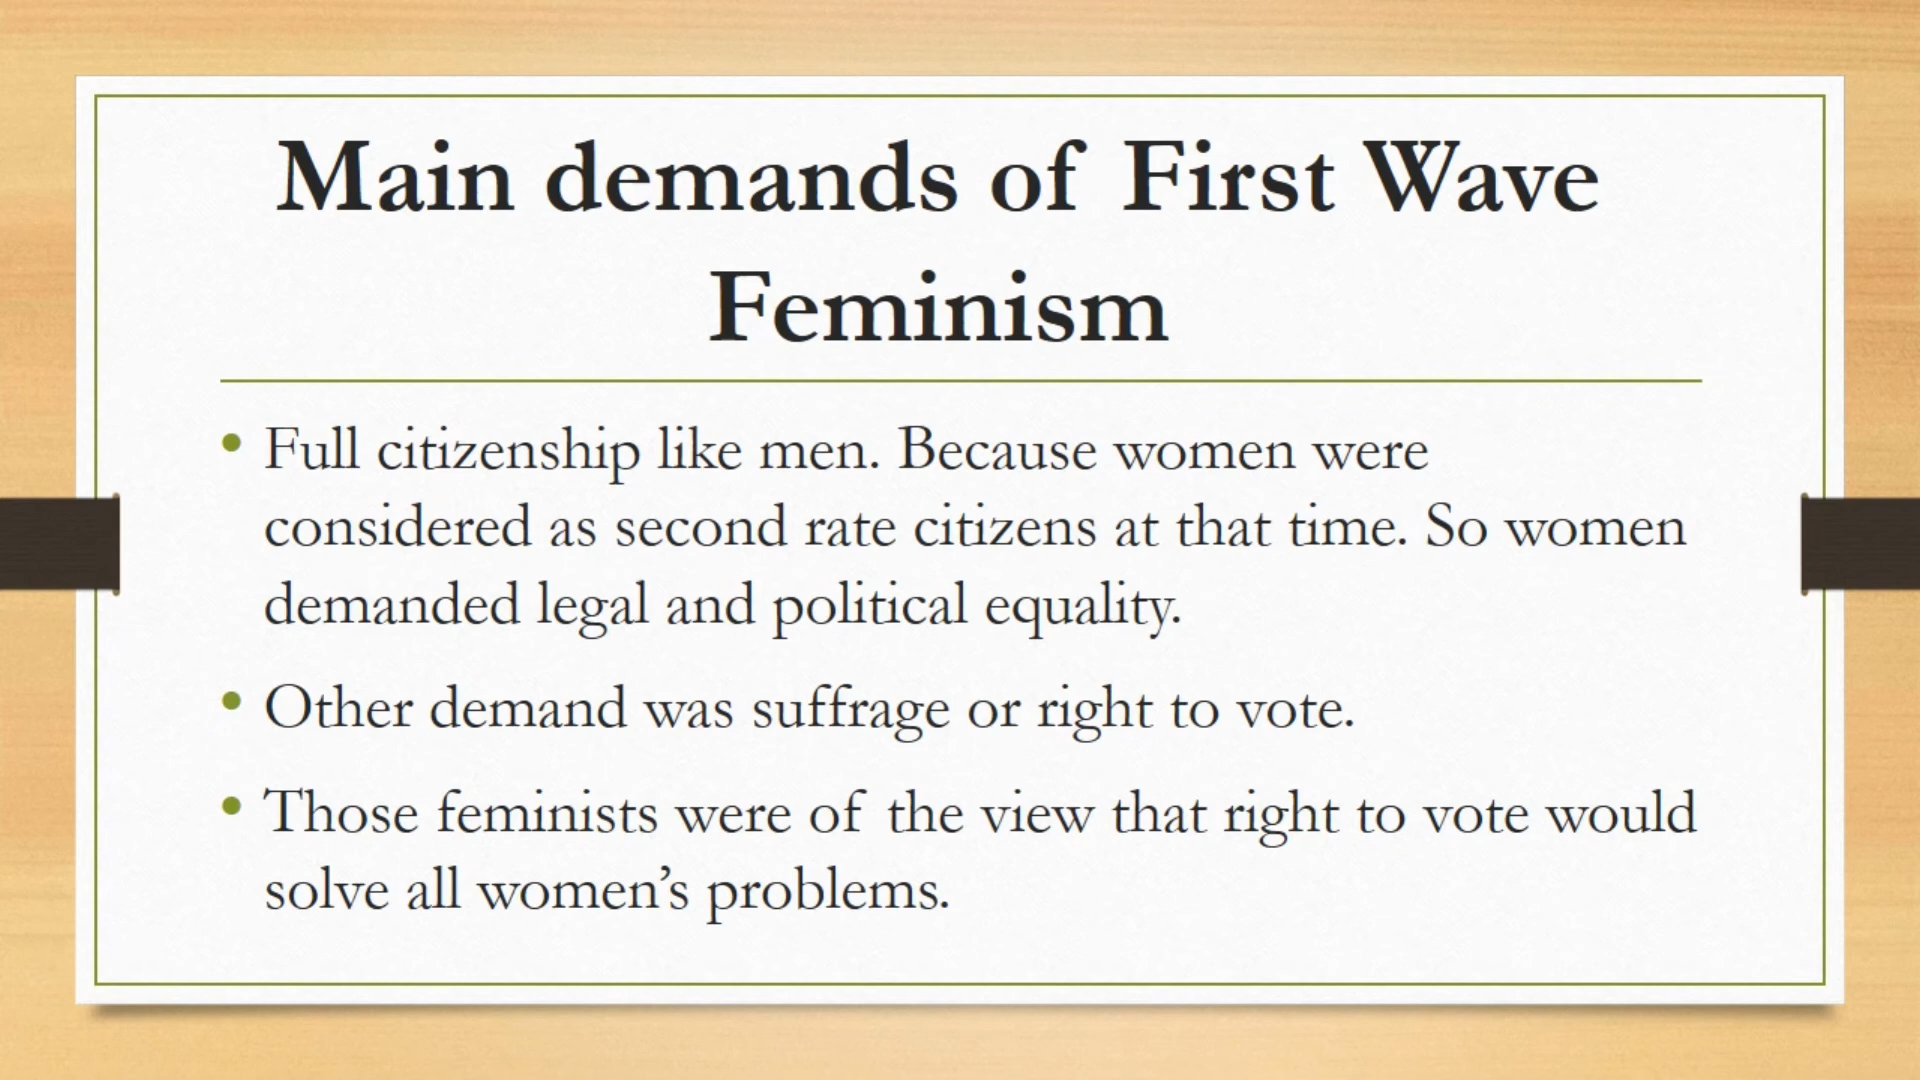 Main demands of First Wave
Feminism
• Full citizenship like men. Because women were
considered as second rate citizens at that time. So women
demanded legal and political equality.
• Other demand was suffrage or right to vote.
• Those feminists were of the view that right to vote would
solve all women’s problems.